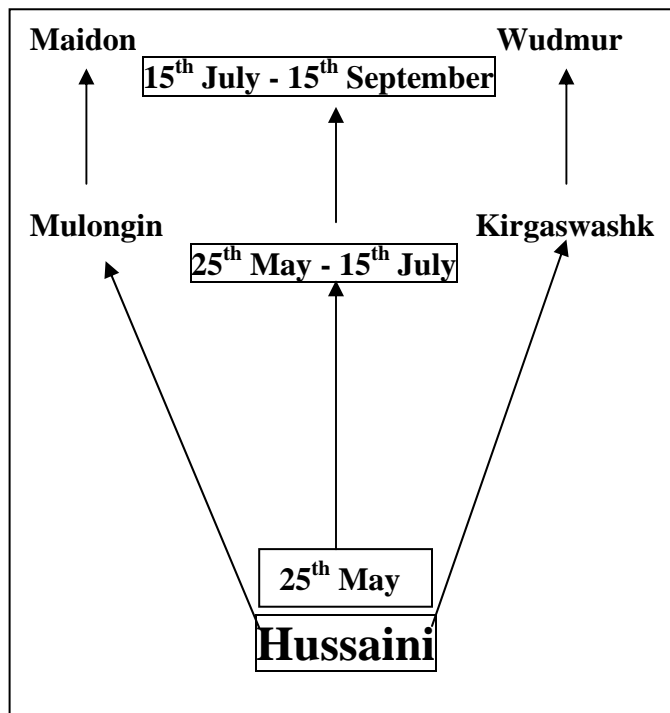 Maidon
Wudmur
15th July - 15th September
Mulongin
Kirgaswashk
25th May - 15th July
25th May
Hussaini